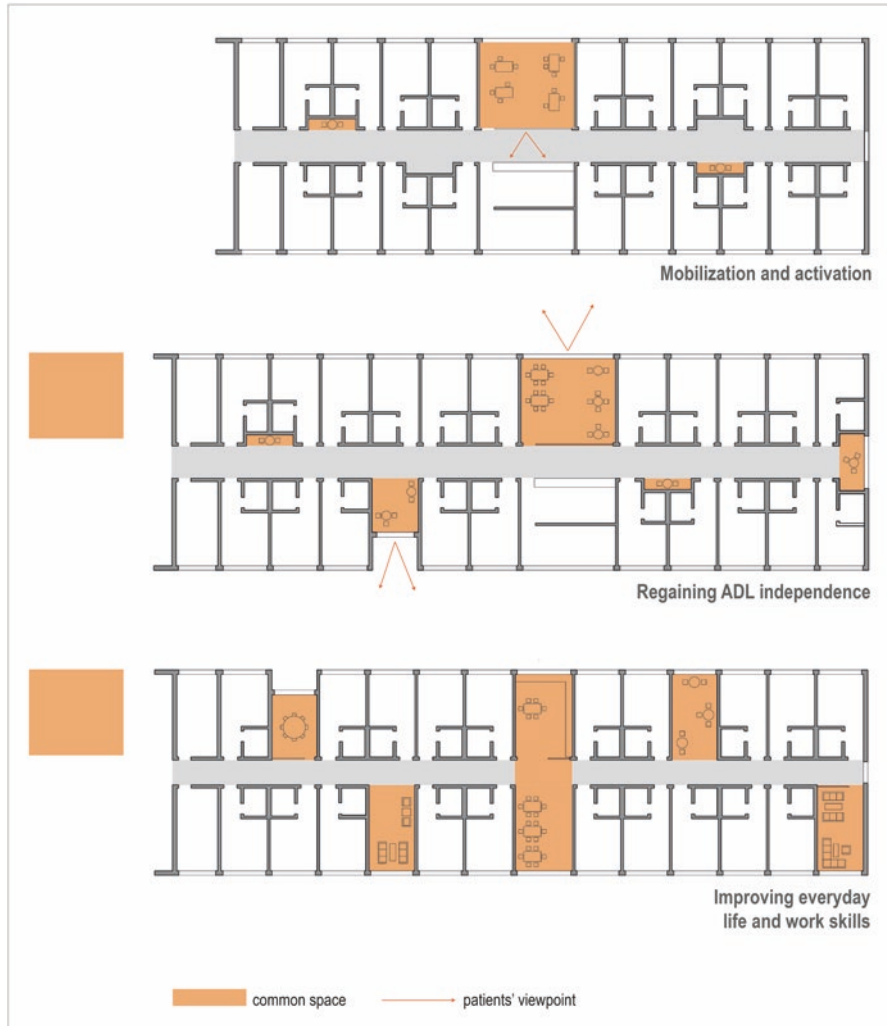 Mobilization and activation
Regaining ADL independence
Improving everyday
life and work skills
common space
patients' viewpoint